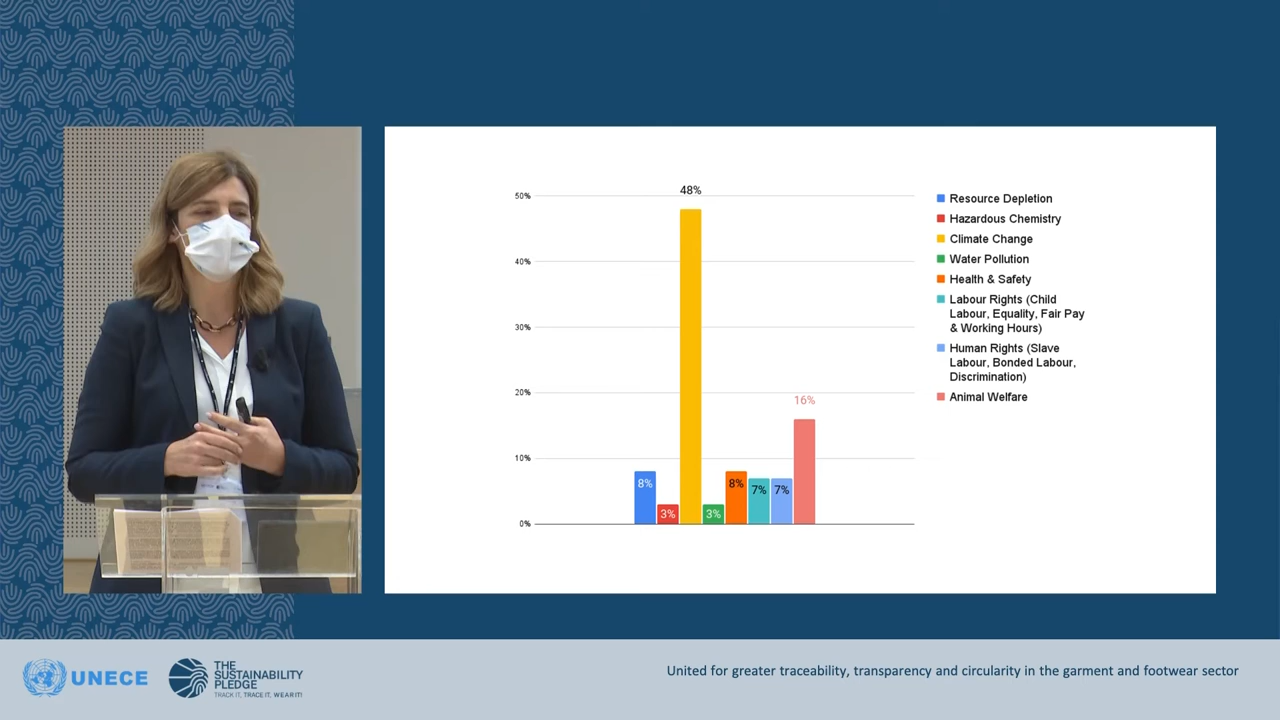 50%
40%
30%
20%
10%
0%
48%
16%
8%
3%
3%
8%
7%
7%
Resource Depletion
Hazardous Chemistry
Climate Change
Water Pollution
Health & Safety
Labour Rights (Child
Labour, Equality, Fair Pay
& Working Hours)
Human Rights (Slave
Labour, Bonded Labour,
Discrimination)
Animal Welfare
UNECE
THE
SUSTAINABILITY
PLEDGE
TRACK IT, TRACE IT, WEAR IT!
United for greater traceability, transparency and circularity in the garment and footwear sector